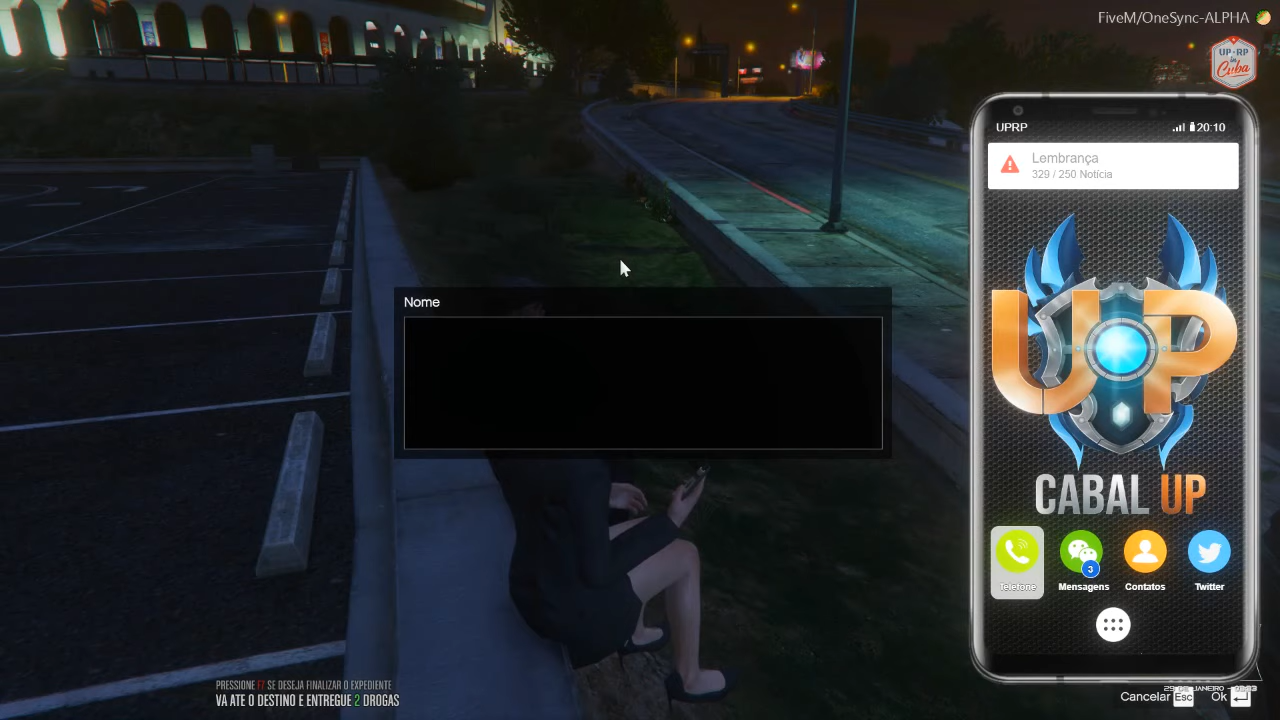 FiveM/OneSync-ALPHA
UP-RP
in
Cuba
UPRP
20:10
Lembrança
329 / 250 Notícia
Nome
UP
CABAL UP
Telefone
Mensagens
3
Contatos
Twitter
PRESSIONE F7 SE DESEJA FINALIZAR O EXPEDIENTE
VA ATE O DESTINO E ENTREGUE 2 DROGAS
Cancelar Esc Ok